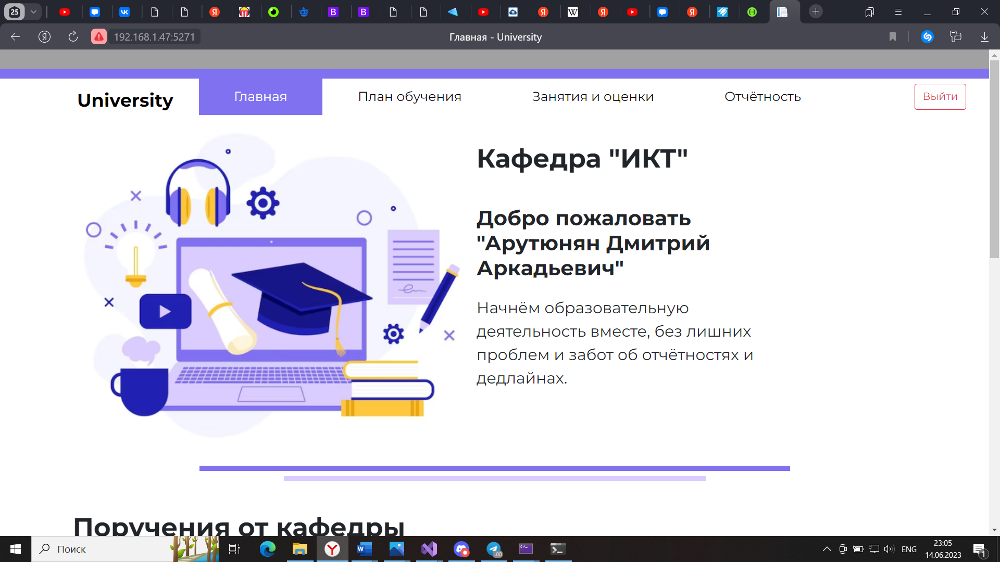 25
192.168.1.47:5271
Главная - University
University
Главная
План обучения
Занятия и оценки
Отчётность
Выйти
Кафедра "ИКТ"
Добро пожаловать
"Арутюнян Дмитрий
Аркадьевич"
Начнём образовательную
деятельность вместе, без лишних
проблем и забот об отчётностях и
дедлайнах.
Поручения от кафедры
Поиск
ENG
23:05
14.06.2023
1